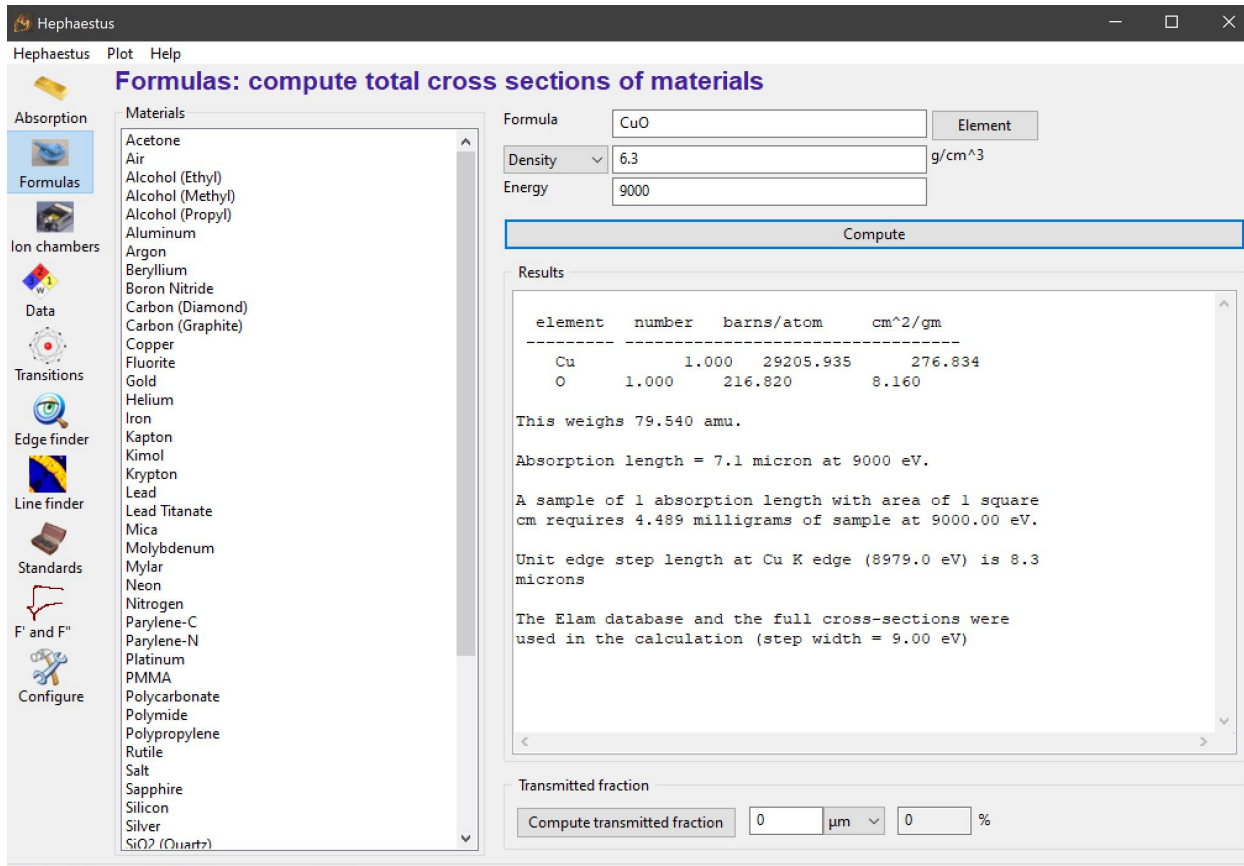 Hephaestus
Hephaestus Plot Help
Absorption
Formulas
Ion chambers
Data
Transitions
Edge finder
Line finder
Standards
F' and F"
Configure
Formulas: compute total cross sections of materials
Materials
Acetone
Air
Alcohol (Ethyl)
Alcohol (Methyl)
Alcohol (Propyl)
Aluminum
Argon
Beryllium
Boron Nitride
Carbon (Diamond)
Carbon (Graphite)
Copper
Fluorite
Gold
Helium
Iron
Kapton
Kimol
Krypton
Lead
Lead Titanate
Mica
Molybdenum
Mylar
Neon
Nitrogen
Parylene-C
Parylene-N
Platinum
PMMA
Polycarbonate
Polymide
Polypropylene
Rutile
Salt
Sapphire
Silicon
Silver
SiO2 (Quartz)
Formula CuO Element
Density 6.3 g/cm^3
Energy 9000
Compute
Results
element number barns/atom cm^2/gm
--------- ----------------------------------
Cu 1.000 29205.935 276.834
O 1.000 216.820 8.160
This weighs 79.540 amu.
Absorption length = 7.1 micron at 9000 eV.
A sample of 1 absorption length with area of 1 square
cm requires 4.489 milligrams of sample at 9000.00 eV.
Unit edge step length at Cu K edge (8979.0 eV) is 8.3
microns
The Elam database and the full cross-sections were
used in the calculation (step width = 9.00 eV)
Transmitted fraction
Compute transmitted fraction 0 µm 0 %